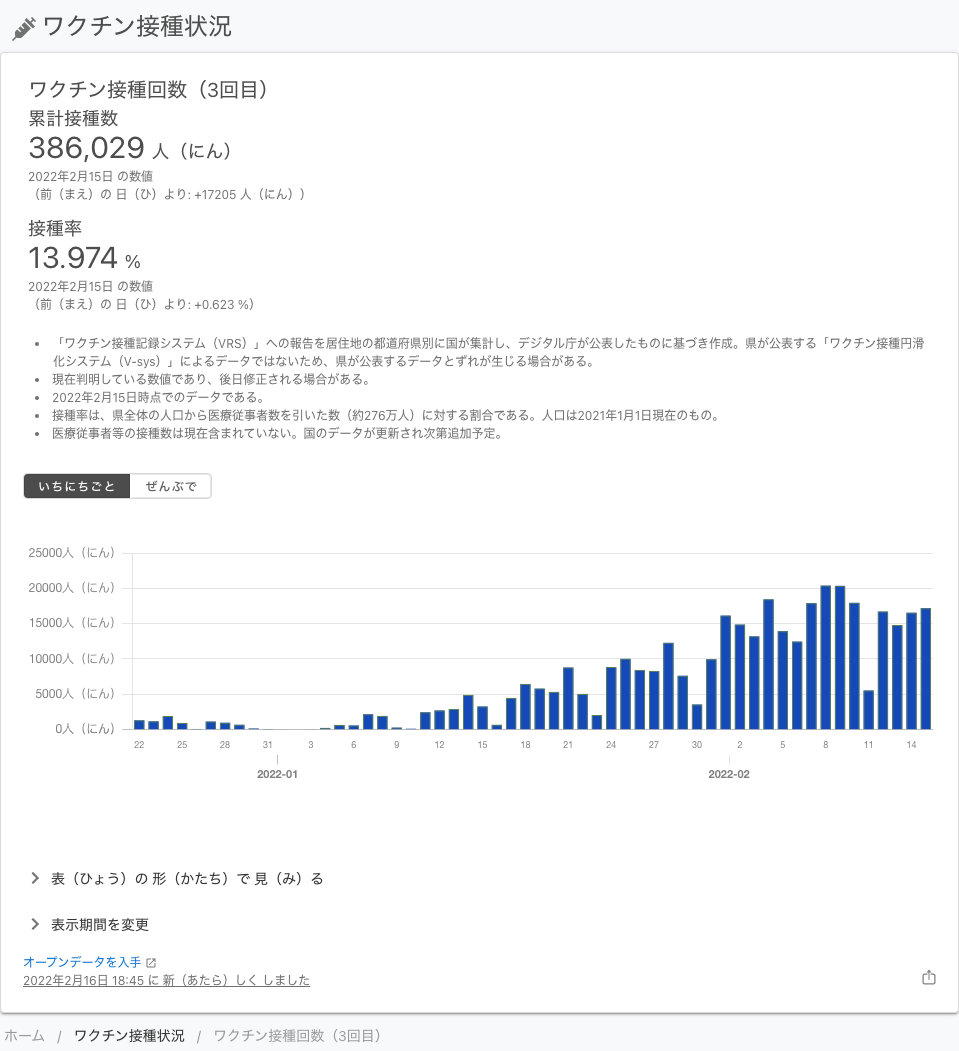 ワクチン接種状況
ワクチン接種回数（3回目）
累計接種数
386,029 人（にん）
2022年2月15日 の数値
（前（まえ）の 日（ひ）より: +17205 人（にん））
接種率
13.974 %
2022年2月15日 の数値
（前（まえ）の 日（ひ）より: +0.623 %）
• 「ワクチン接種記録システム（VRS）」への報告を居住地の都道府県別に国が集計し、デジタル庁が公表したものに基づき作成。県が公表する「ワクチン接種円滑
化システム（V-sys）」によるデータではないため、県が公表するデータとずれが生じる場合がある。
• 現在判明している数値であり、後日修正される場合がある。
• 2022年2月15日時点でのデータである。
• 接種率は、県全体の人口から医療従事者数を引いた数（約276万人）に対する割合である。人口は2021年1月1日現在のもの。
• 医療従事者等の接種数は現在含まれていない。国のデータが更新され次第追加予定。
いちにちごと ぜんぶで
25000人（にん）
20000人（にん）
15000人（にん）
10000人（にん）
5000人（にん）
0人（にん）
22 25 28 31 3 6 9 12 15 18 21 24 27 30 2 5 8 11 14
2022-01 2022-02
表（ひょう）の 形（かたち）で 見（み）る
表示期間を変更
オープンデータを入手
2022年2月16日 18:45 に 新（あたら）しく しました
ホーム / ワクチン接種状況 / ワクチン接種回数（3回目）